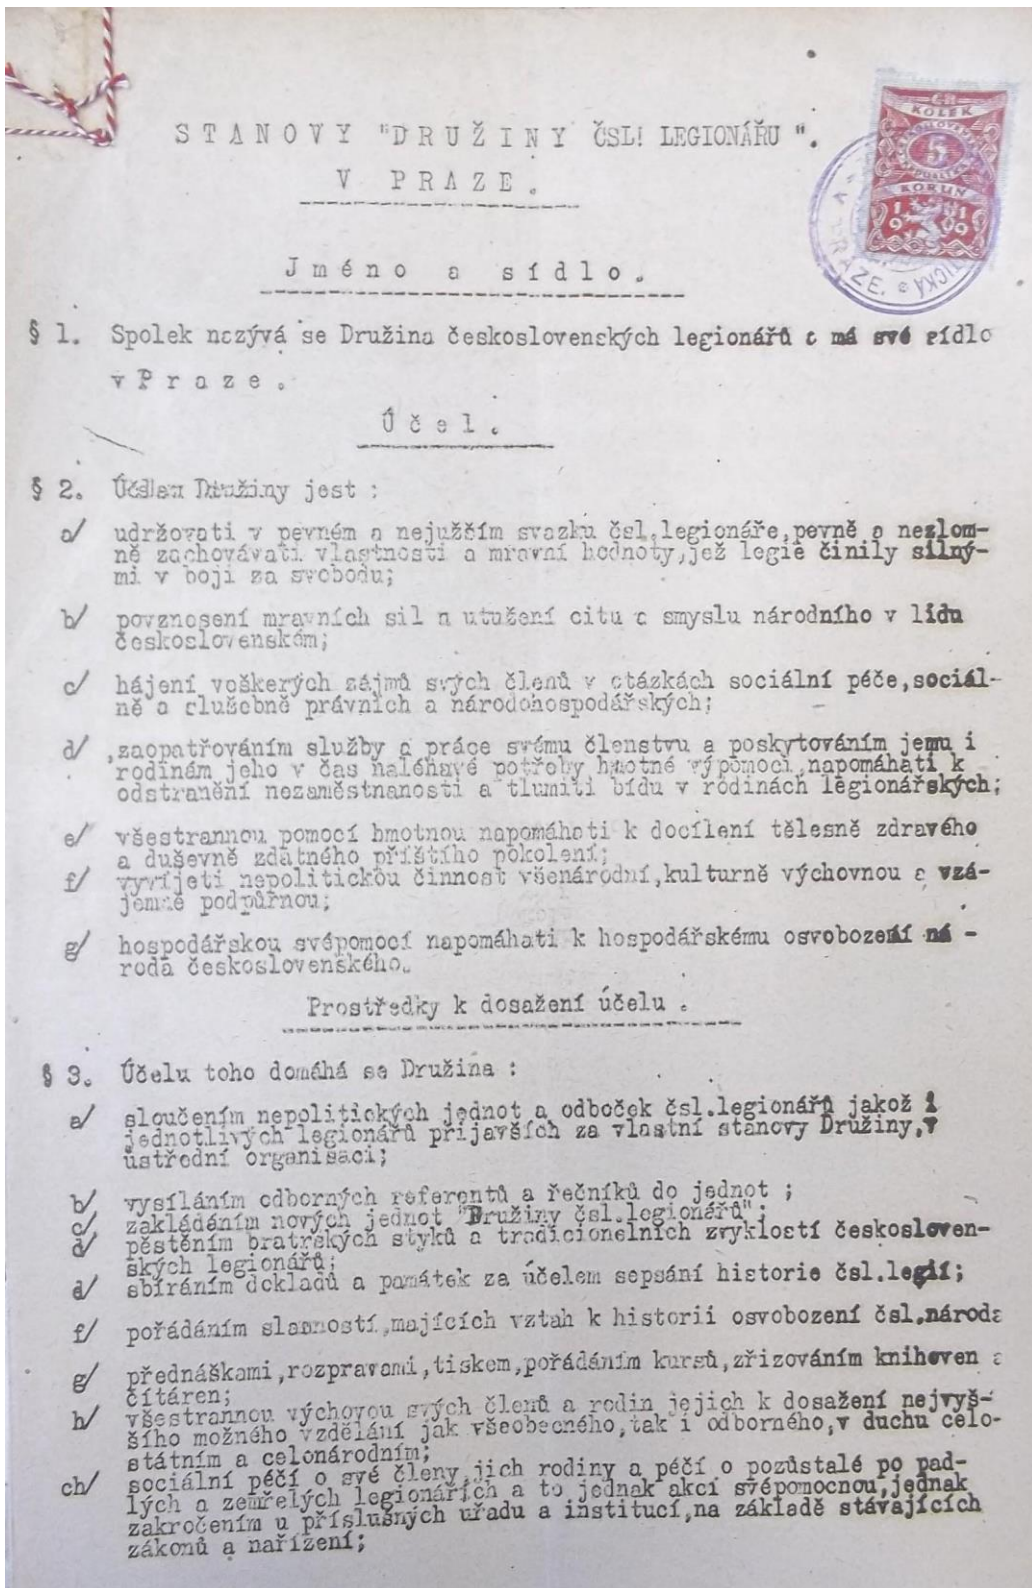 STANOVY "DRUŽINY ČSL! LEGIONÁŘU ".
V PRAZE.
KOLEK
5
KORUN
1919
PRAZE.
Jméno a sídlo.
§ 1. Spolek nazývá se Družina československých legionářů a má své sídlo
v Praze.
Účel.
§ 2. Účelem Družiny jest :
a/ udržovati v pevném a nejužším svazku čsl.legionáře,pevně a nezlom-
ně zachovávati vlastnosti a mravní hodnoty,jež legie činily silný-
mi v boji za svobodu;
b/ povznesení mravních sil a utužení citu a smyslu národního v lidu
československém;
c/ hájení veškerých zájmů svých členů v otázkách sociální péče,sociál-
ně a služebně právních a národohospodářských;
d/ ,zaopatřováním služby a práce svému členstvu a poskytováním jemu i
rodinám jeho v čas naléhavé potřeby hmotné výpomoci,napomáhati k
odstranění nezaměstnanosti a tlumiti bídu v rodinách legionářských;
e/ všestrannou pomocí hmotnou napomáhati k docílení tělesně zdravého
a duševně zdatného příštího pokolení;
f/ vyvíjeti nepolitickou činnost všenárodní,kulturně výchovnou a vzá-
jemně podpůrnou;
g/ hospodářskou svépomocí napomáhati k hospodářskému osvobození ná -
roda československého.
Prostředky k dosažení účelu .
§ 3. Účelu toho domáhá se Družina :
a/ sloučením nepolitických jednot a odboček čsl.legionářů jakož i
jednotlivých legionářů přijavších za vlastní stanovy Družiny,v
ústřední organisaci;
b/ vysíláním odborných referentů a řečníků do jednot ;
c/ zakládáním nových jednot "Družiny čsl.legionářů";
d/ pěstěním bratrských styků a tradicionelních zvyklostí českosloven-
ských legionářů;
d/ sbíráním dokladů a památek za účelem sepsání historie čsl.legií;
f/ pořádáním slavností,majících vztah k historii osvobození čsl.národa
g/ přednáškami,rozpravami,tiskem,pořádáním kursů,zřizováním knihoven a
čítáren;
h/ všestrannou výchovou svých členů a rodin jejich k dosažení nejvyš-
šího možného vzdělání jak všeobecného,tak i odborného,v duchu celo-
státním a celonárodním;
ch/ sociální péčí o své členy,jich rodiny a péčí o pozůstalé po pad-
lých a zemřelých legionářích a to jednak akcí svépomocnou,jednak
zakročením u příslušných úřadu a institucí,na základě stávajících
zákonů a nařízení;